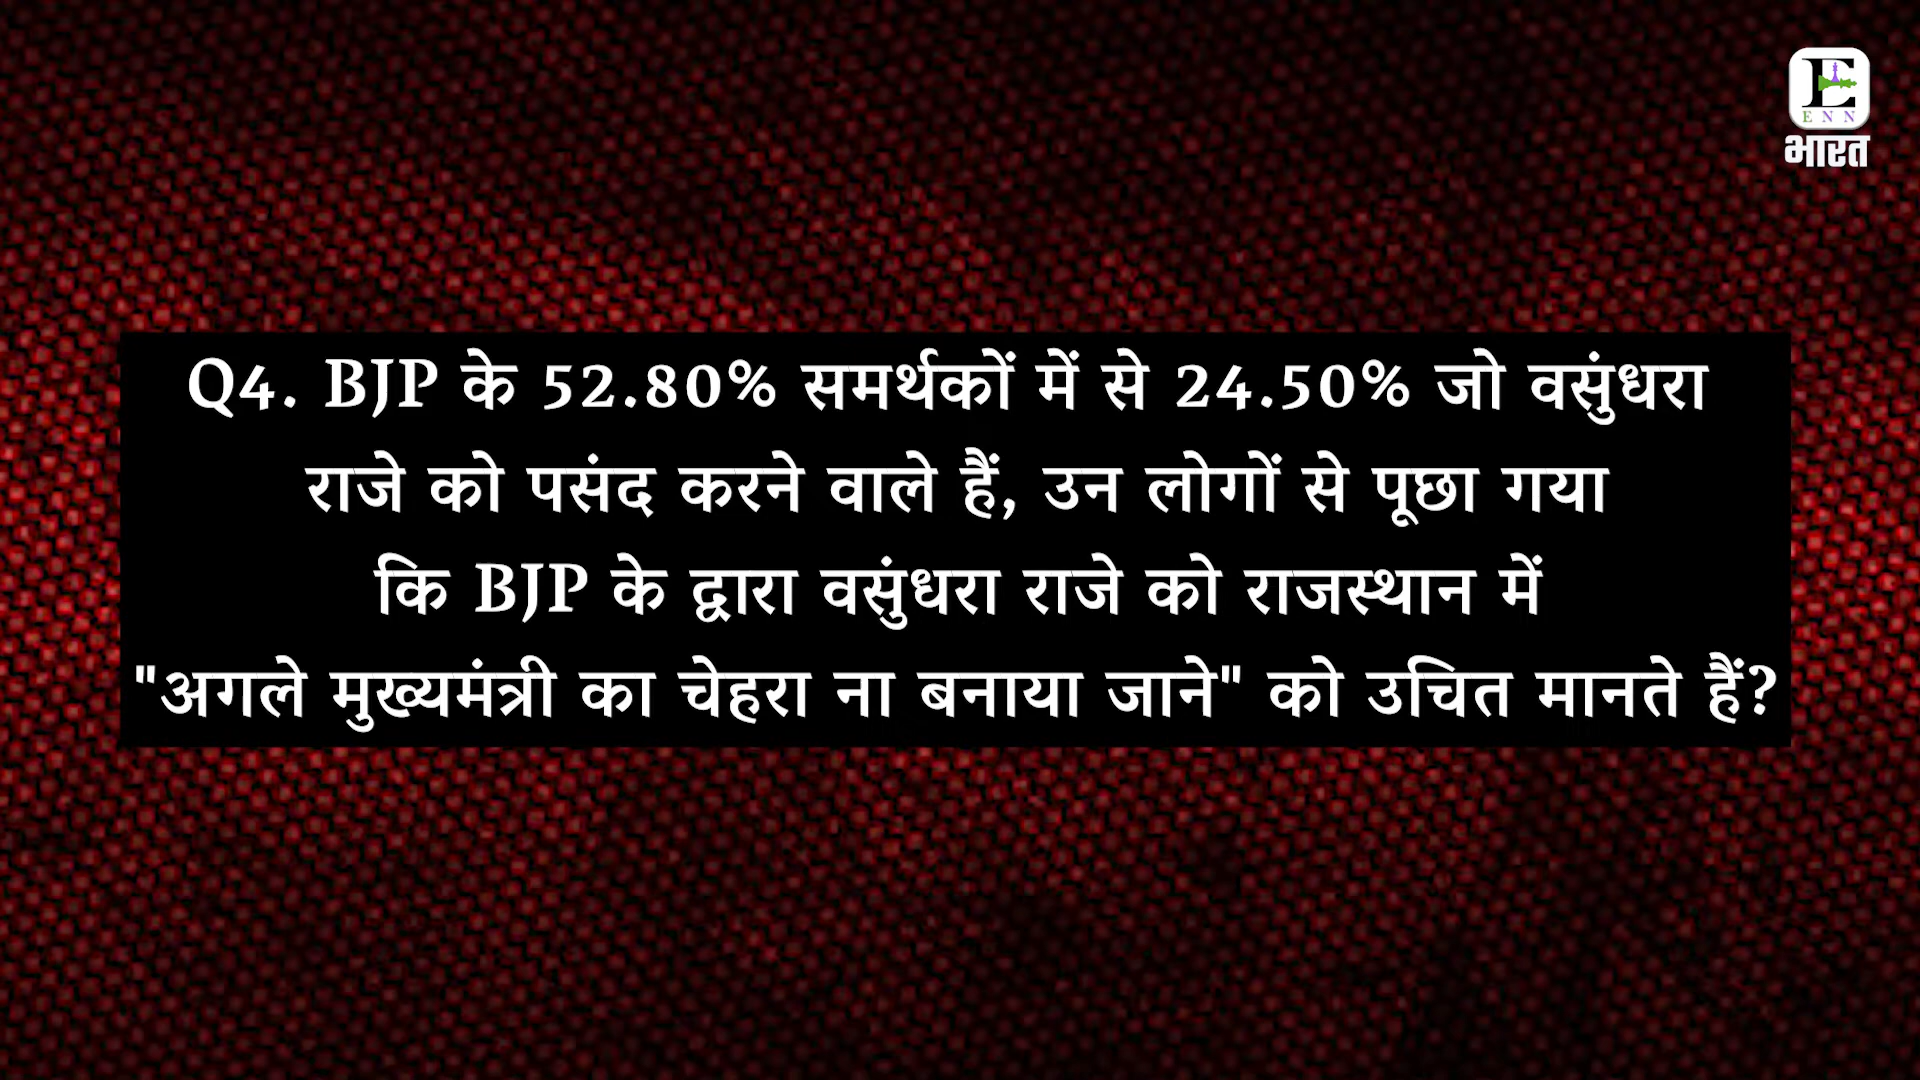 E
E N N
भारत
Q4. BJP के 52.80% समर्थकों में से 24.50% जो वसुंधरा
राजे को पसंद करने वाले हैं, उन लोगों से पूछा गया
कि BJP के द्वारा वसुंधरा राजे को राजस्थान में
"अगले मुख्यमंत्री का चेहरा ना बनाया जाने" को उचित मानते हैं?